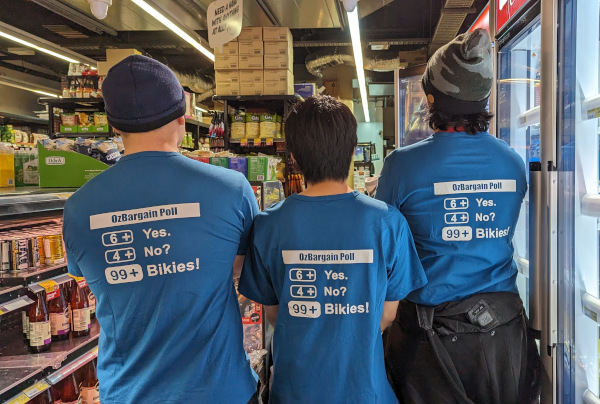 NEED A BAG?
OzBargain Poll
6+ Yes.
4+ No?
99+ Bikies!
OzBargain Poll
6+ Yes.
4+ No?
99+ Bikies!
OzBargain Poll
6+ Yes.
4+ No?
99+ Bikies!